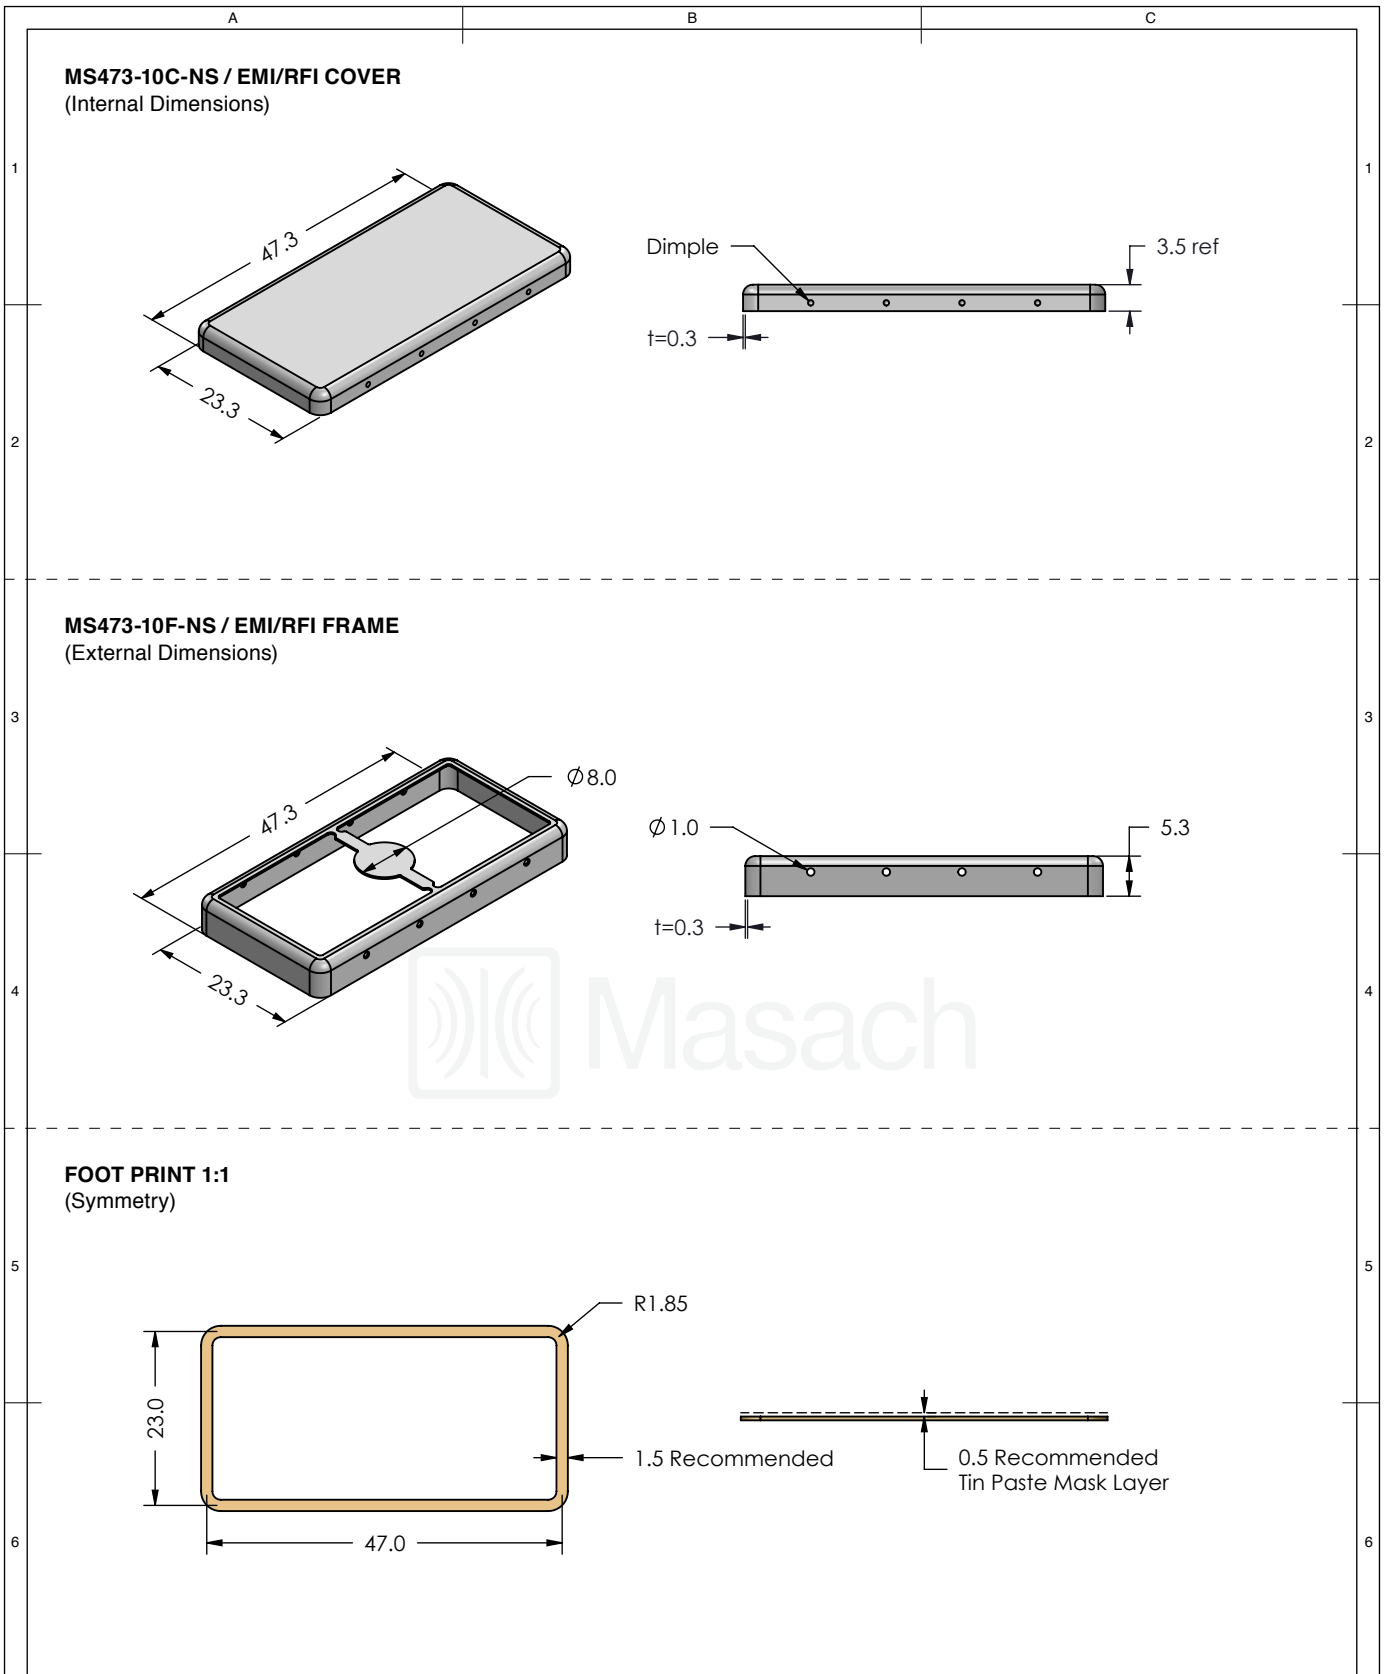 A B C
MS473-10C-NS / EMI/RFI COVER
(Internal Dimensions)
1 1
47.3
23.3
Dimple
3.5 ref
t=0.3
2 2
MS473-10F-NS / EMI/RFI FRAME
(External Dimensions)
3 3
47.3
Ø8.0
23.3
Ø1.0
5.3
t=0.3
4 4
Masach
FOOT PRINT 1:1
(Symmetry)
5 5
R1.85
23.0
1.5 Recommended
47.0
0.5 Recommended
Tin Paste Mask Layer
6 6